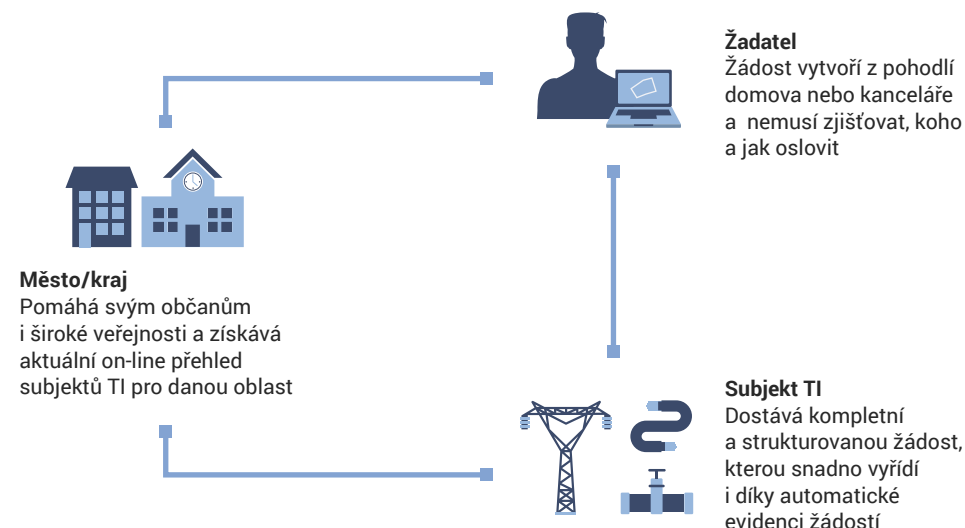 Žadatel
Žádost vytvoří z pohodlí
domova nebo kanceláře
a  nemusí zjišťovat, koho
a jak oslovit
Město/kraj
Pomáhá svým občanům
i široké veřejnosti a získává
aktuální on-line přehled
subjektů TI pro danou oblast
Subjekt TI
Dostává kompletní
a strukturovanou žádost,
kterou snadno vyřídí
i díky automatické
evidenci žádostí